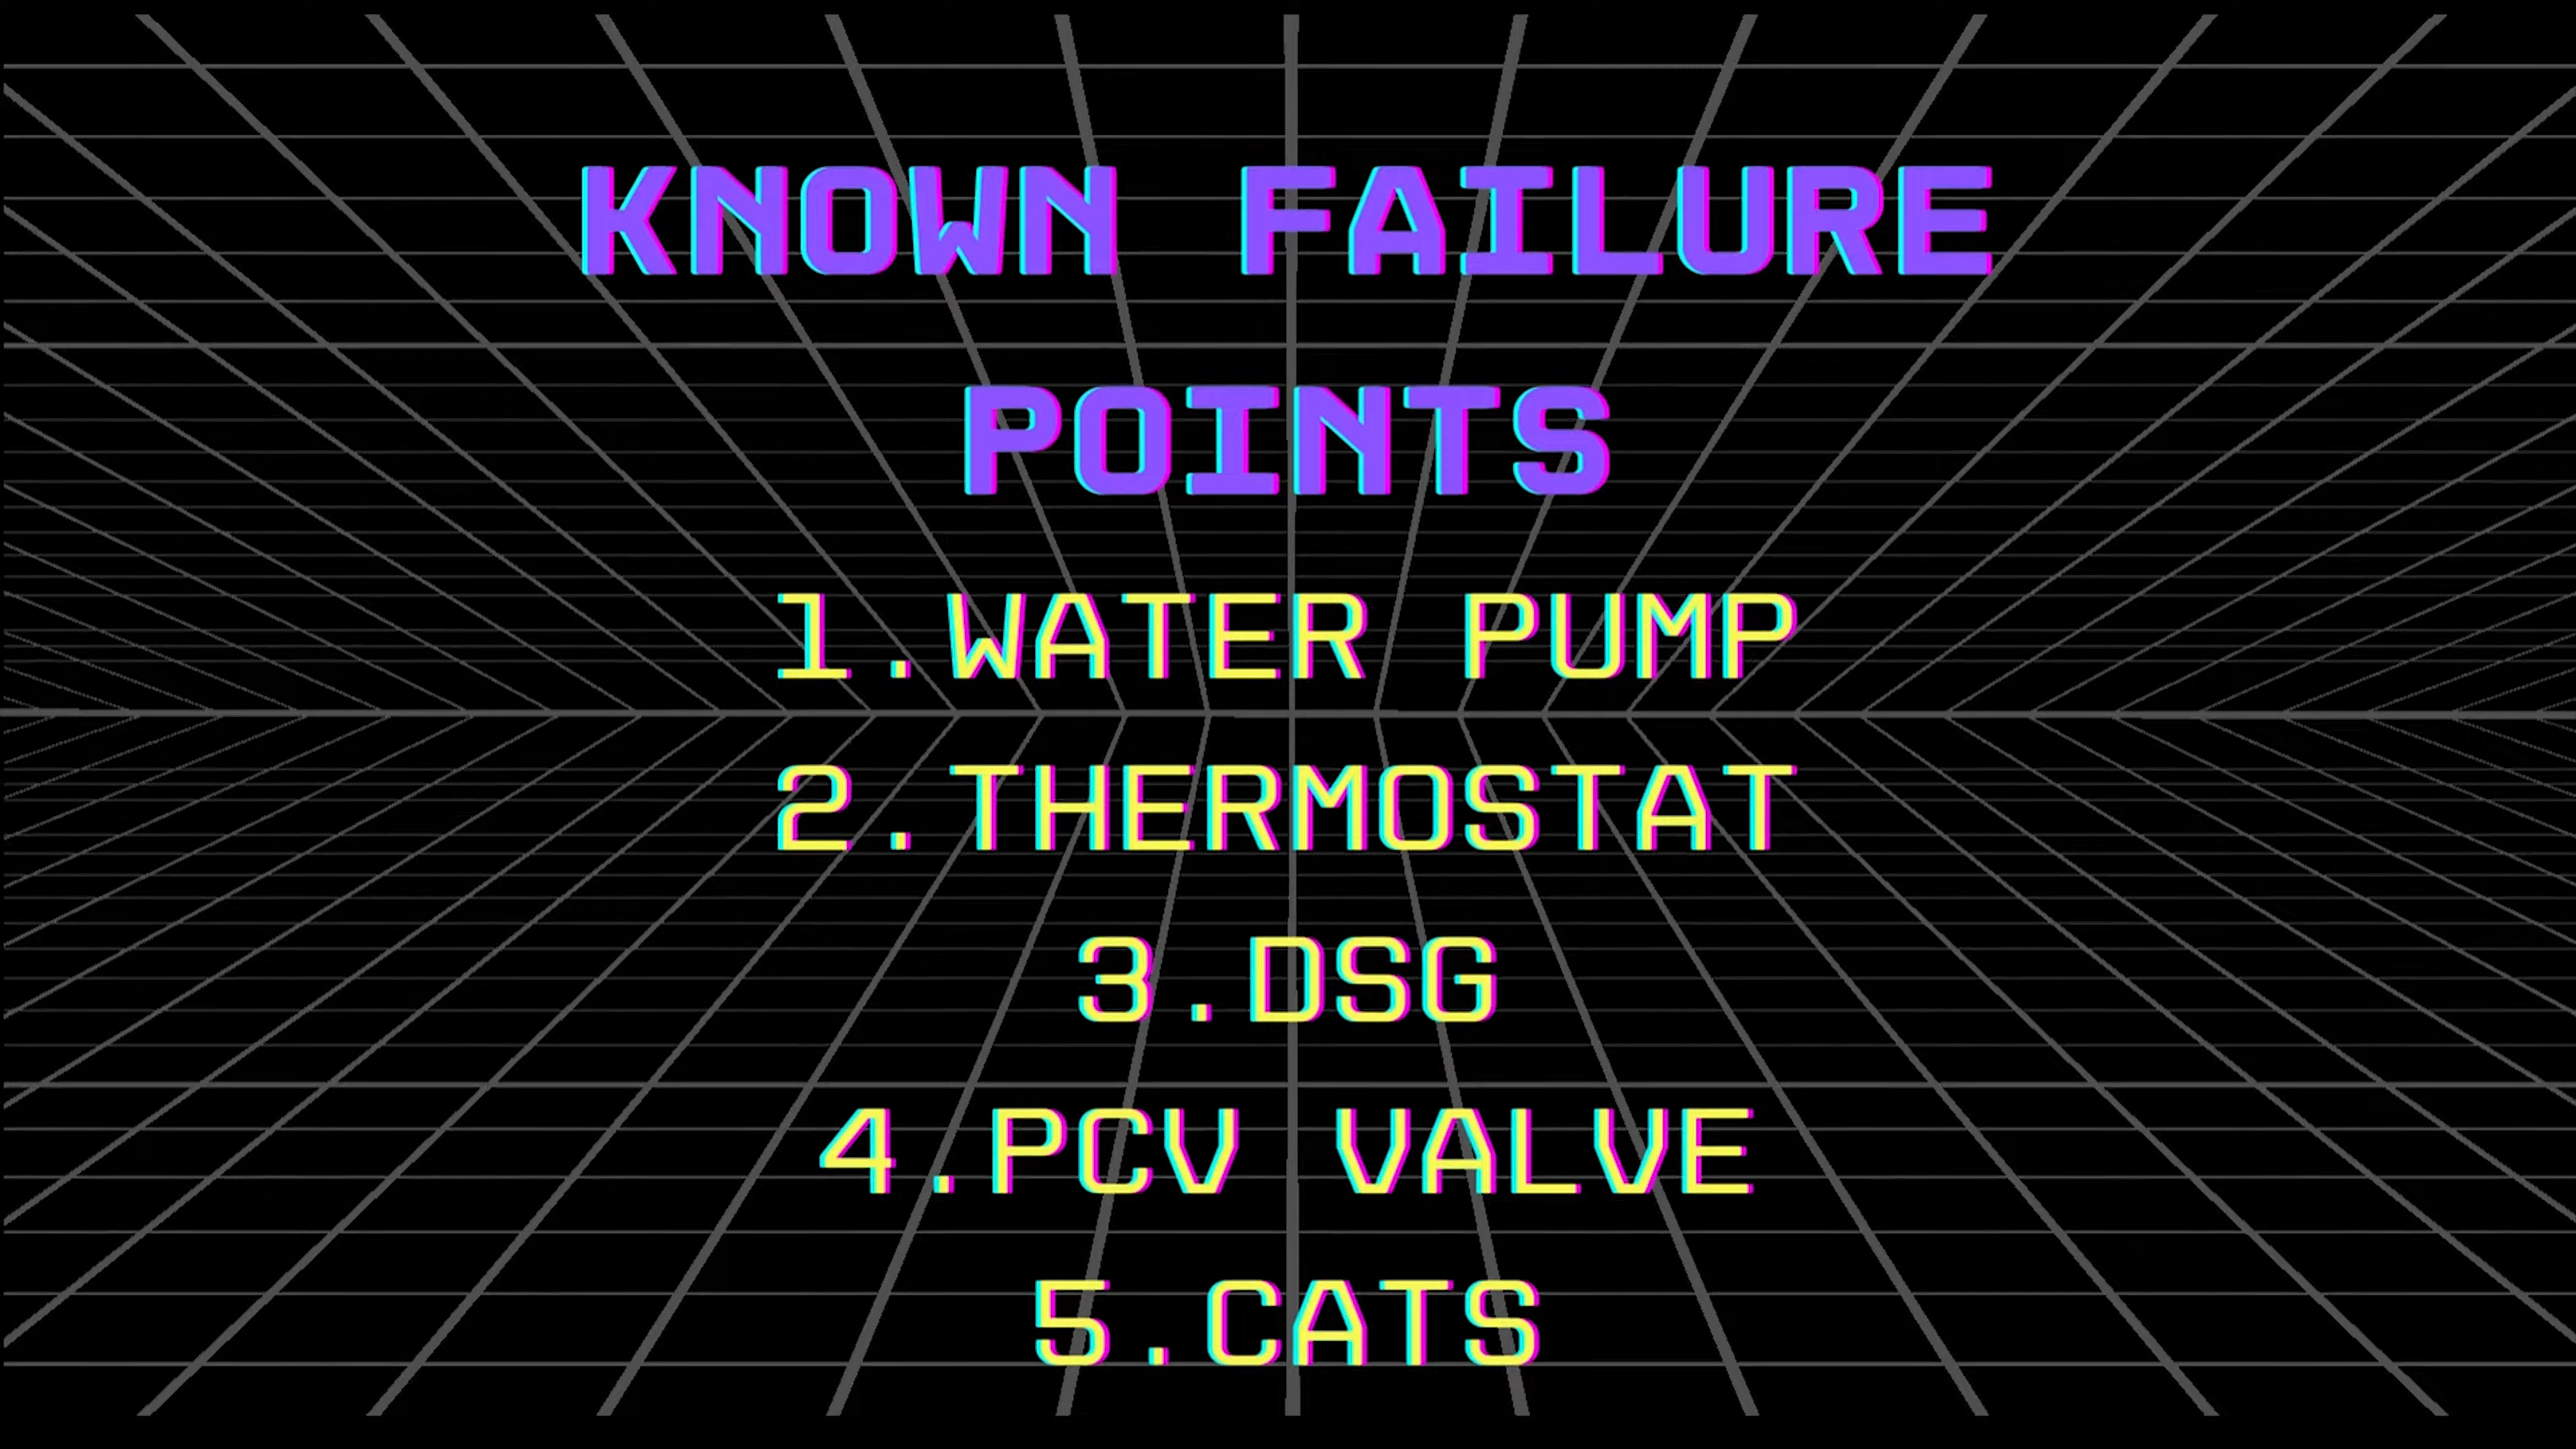 KNOWN FAILURE
POINTS
1.WATER PUMP
2.THERMOSTAT
3.DSG
4.PCV VALVE
5.CATS